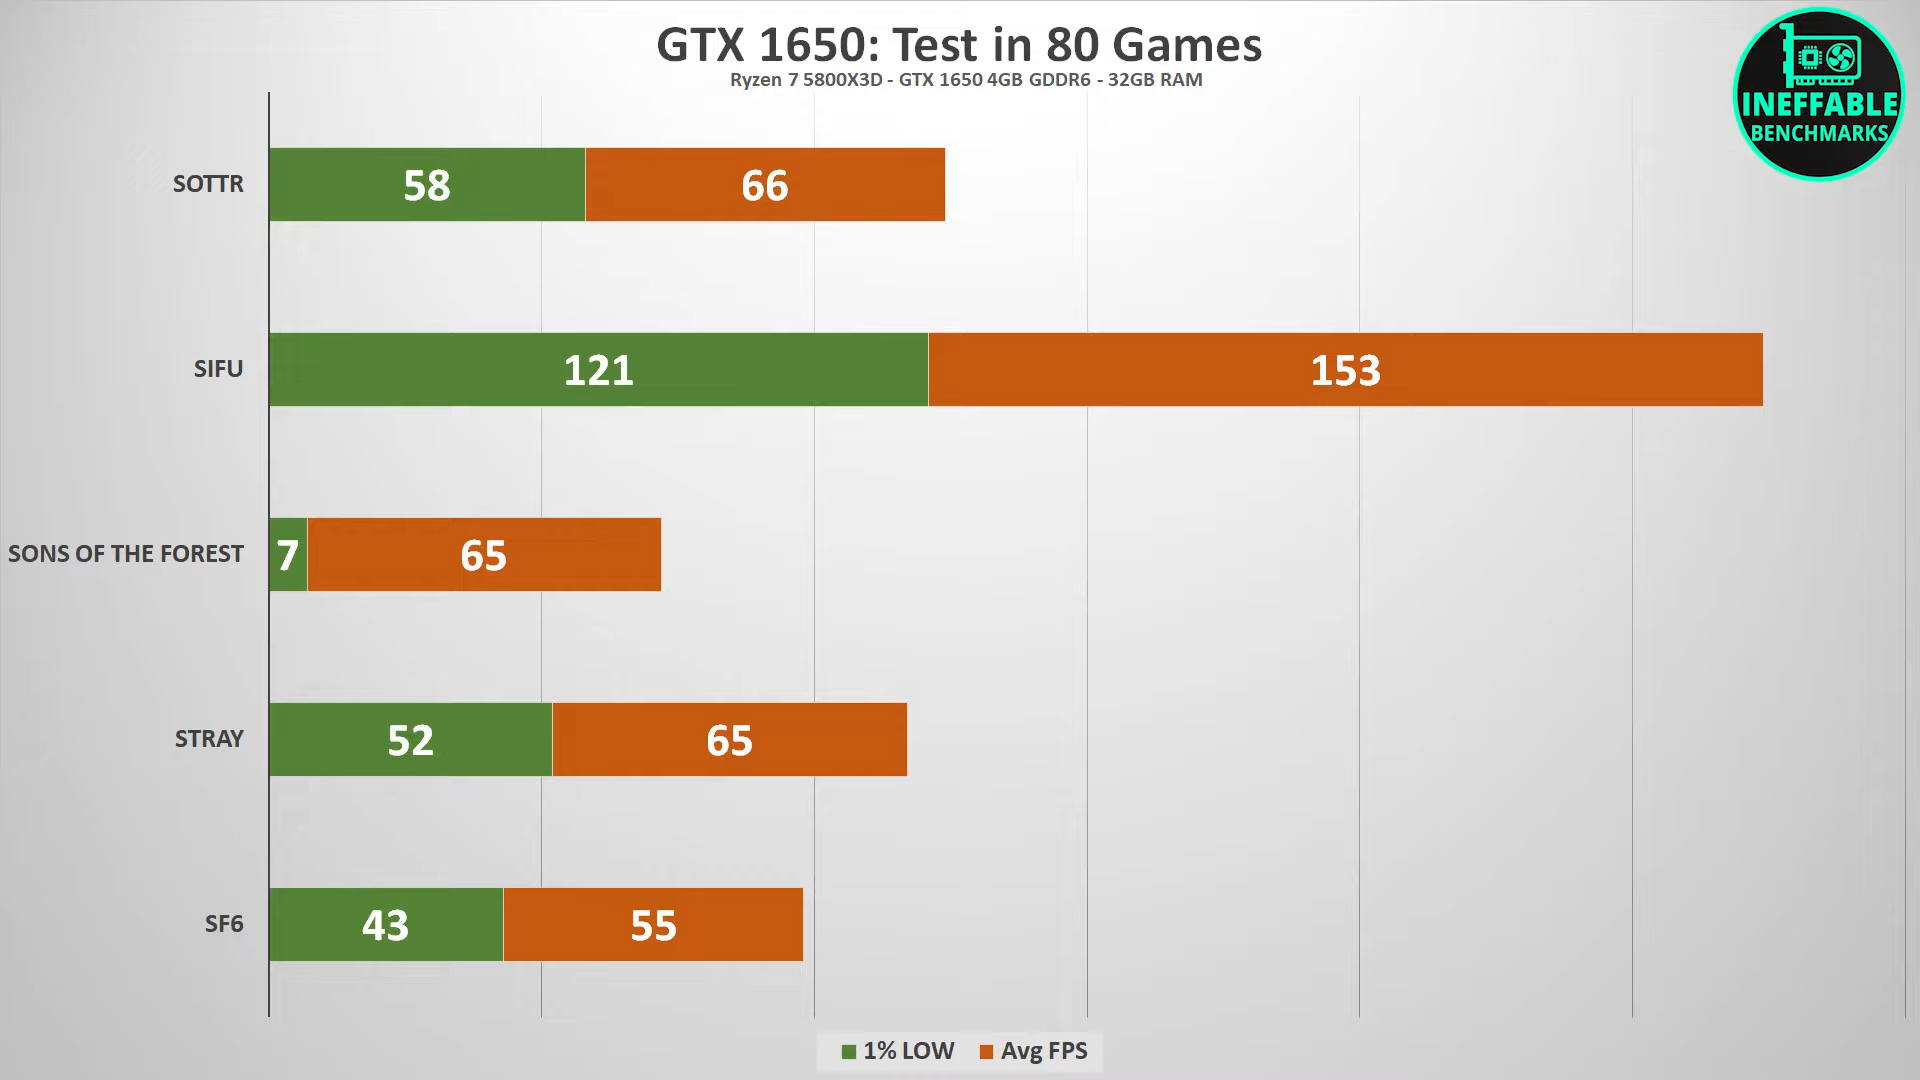 GTX 1650: Test in 80 Games
Ryzen 7 5800X3D - GTX 1650 4GB GDDR6 - 32GB RAM
INEFFABLE
BENCHMARKS
SOTTR
58
66
SIFU
121
153
SONS OF THE FOREST
7
65
STRAY
52
65
SF6
43
55
1% LOW
Avg FPS